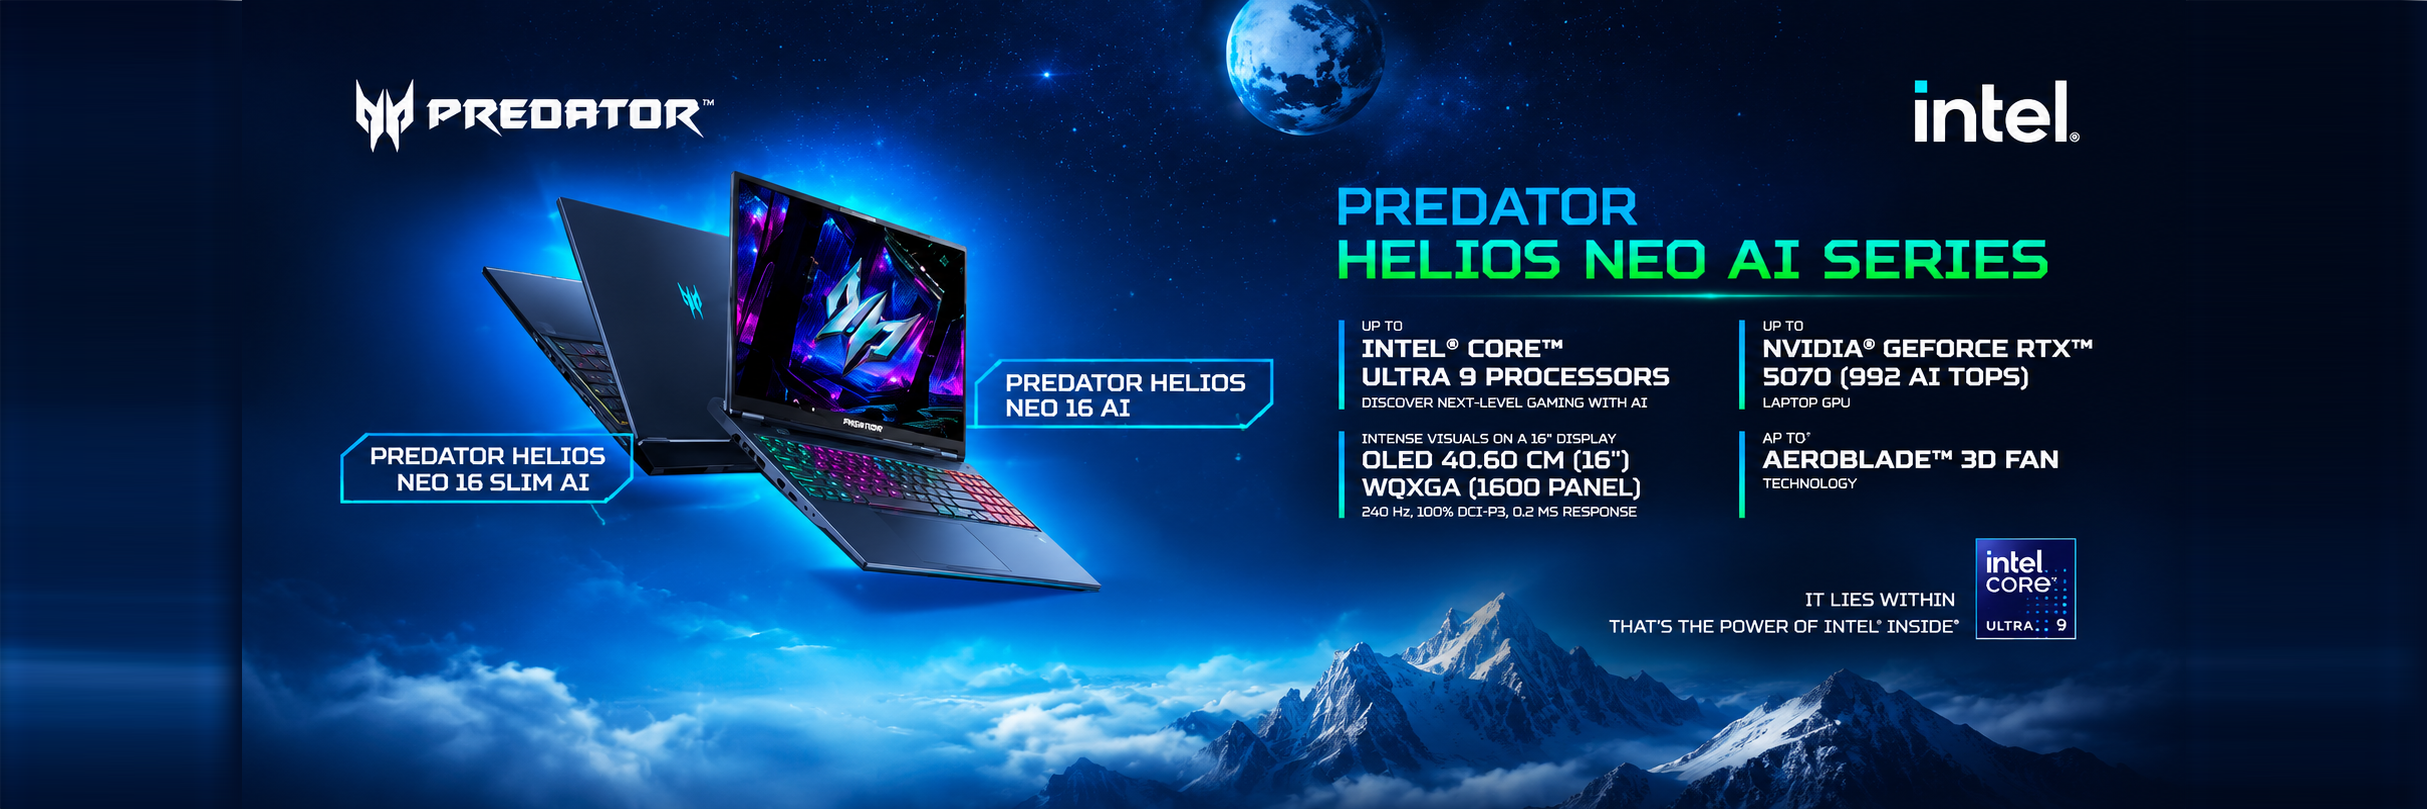 PREDATOR™
intel®
PREDATOR
HELIOS NEO AI SERIES
UP TO
INTEL® CORE™
ULTRA 9 PROCESSORS
DISCOVER NEXT-LEVEL GAMING WITH AI
UP TO
NVIDIA® GEFORCE RTX™
5070 (992 AI TOPS)
LAPTOP GPU
INTENSE VISUALS ON A 16" DISPLAY
OLED 40.60 CM (16")
WQXGA (1600 PANEL)
240 Hz, 100% DCI-P3, 0.2 MS RESPONSE
AP TO*
AEROBLADE™ 3D FAN
TECHNOLOGY
PREDATOR HELIOS
NEO 16 AI
PREDATOR HELIOS
NEO 16 SLIM AI
IT LIES WITHIN
THAT'S THE POWER OF INTEL® INSIDE®
intel
CORE™
ULTRA 9